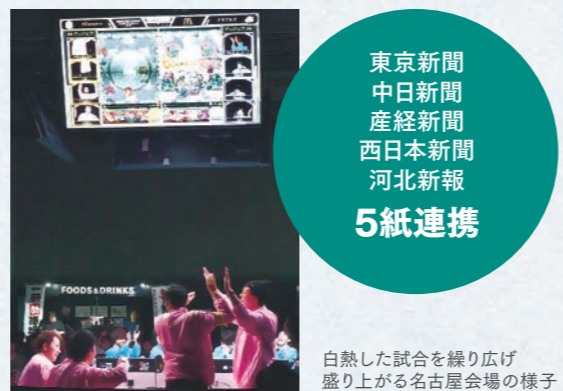 東京新聞
中日新聞
産経新聞
西日本新聞
河北新報
5紙連携
FOODS & DRINKS
白熱した試合を繰り広げ
盛り上がる名古屋会場の様子